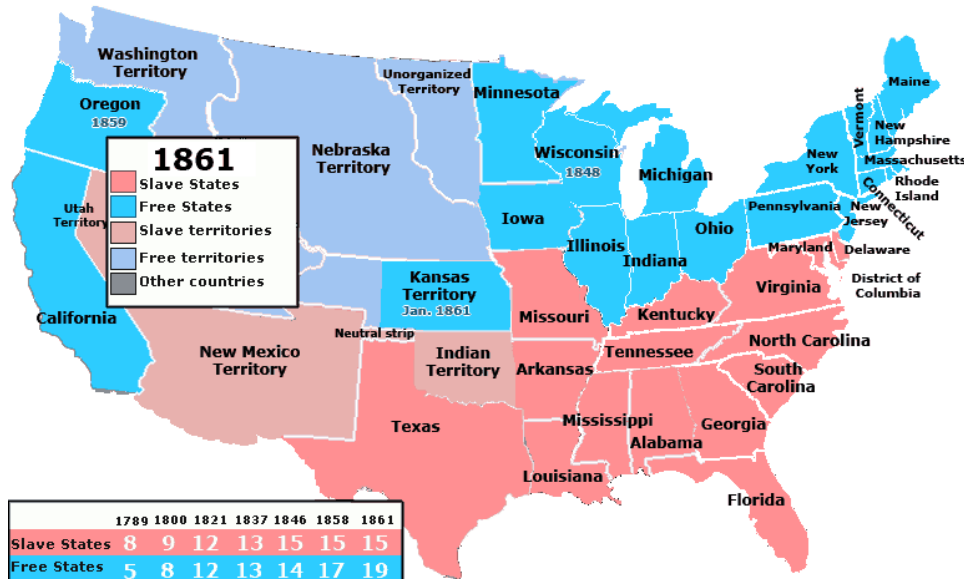 Washington
Territory
Oregon
1859
Unorganized
Territory
Minnesota
Nebraska
Territory
Wisconsin
1848
Michigan
Maine
Vermont
New
Hampshire
New
York
Massachusetts
Rhode
Island
Connecticut
Pennsylvania
New
Jersey
1861
Slave States
Free States
Slave territories
Free territories
Other countries
Utah
Territory
Iowa
Illinois
Indiana
Ohio
Maryland
Delaware
District of
Columbia
Virginia
California
Kansas
Territory
Jan. 1861
Missouri
Kentucky
Neutral strip
New Mexico
Territory
Indian
Territory
Arkansas
Tennessee
North Carolina
South
Carolina
Texas
Mississippi
Alabama
Georgia
Louisiana
Florida
1789 1800 1821 1837 1846 1858 1861
Slave States 8 9 12 13 15 15 15
Free States 5 8 12 13 14 17 19